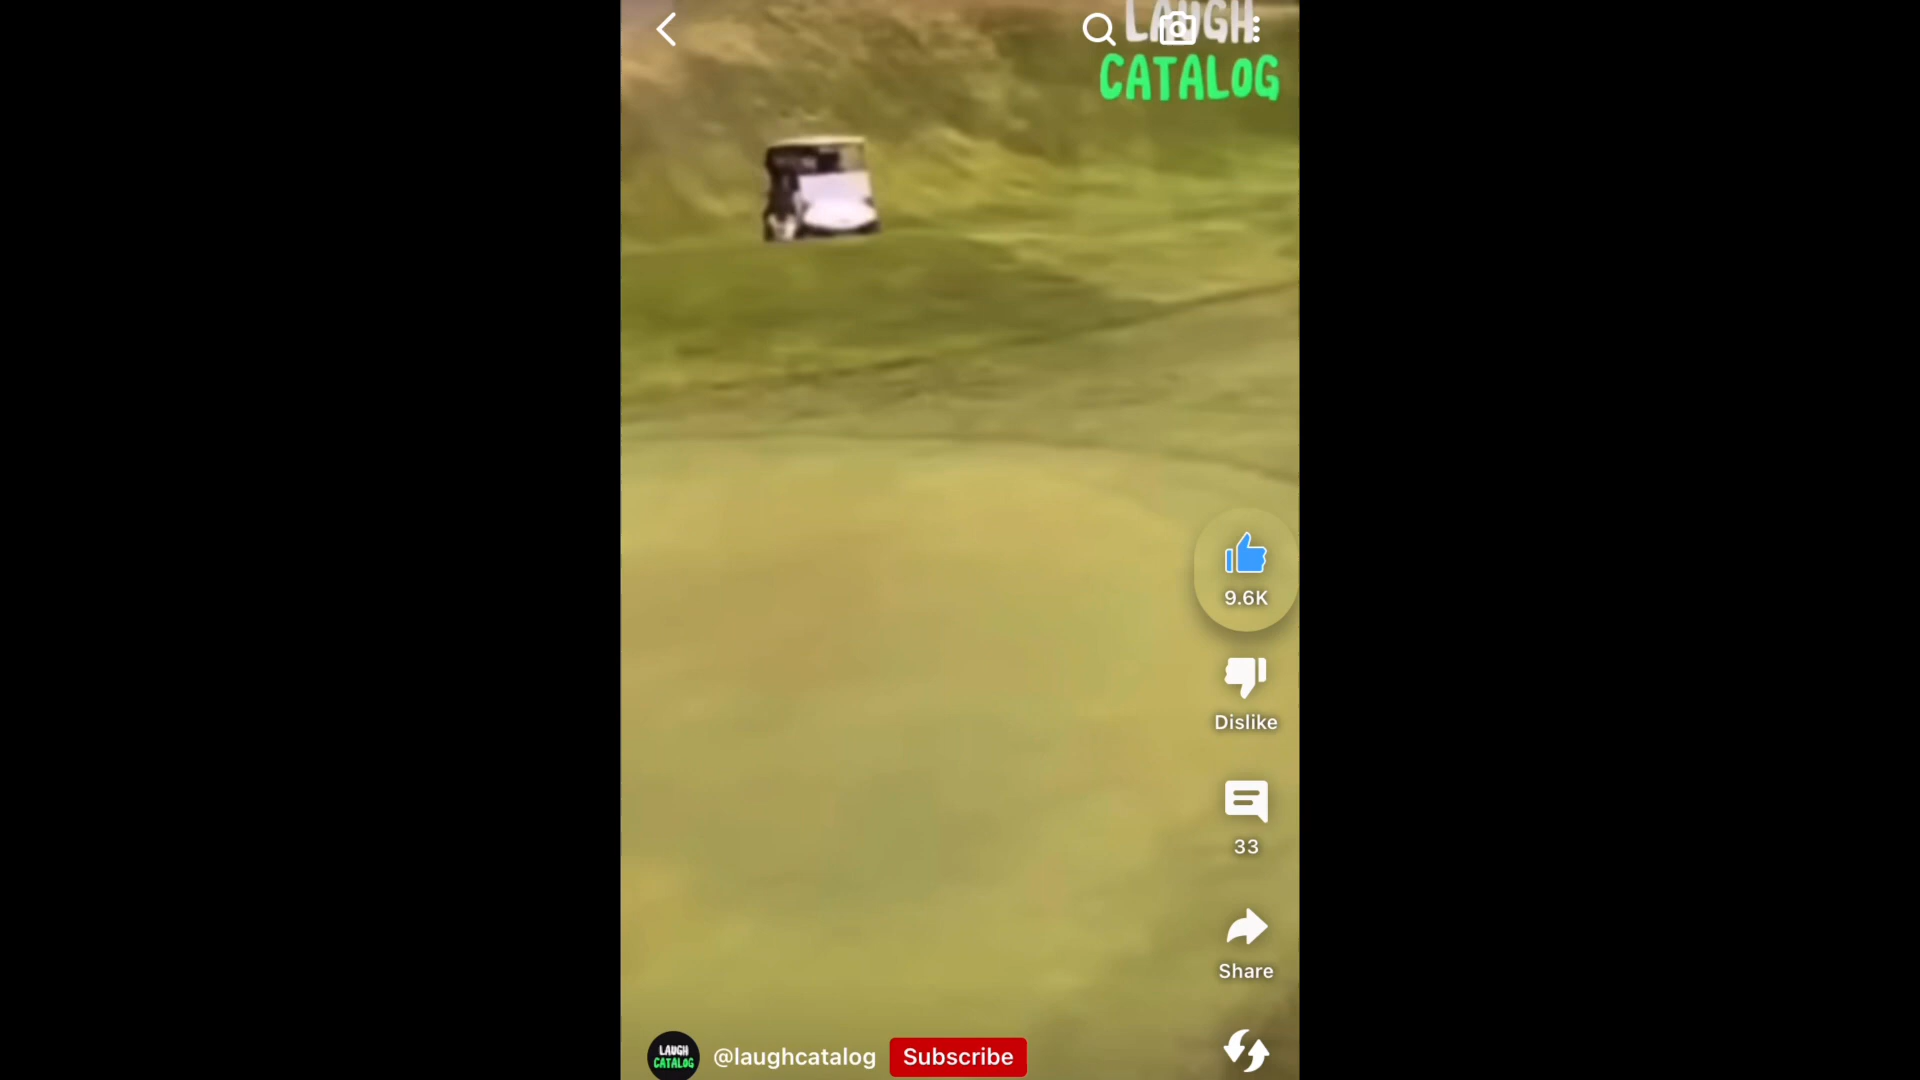 LAUGH
CATALOG
9.6K
Dislike
33
Share
LAUGH
CATALOG
@laughcatalog
Subscribe